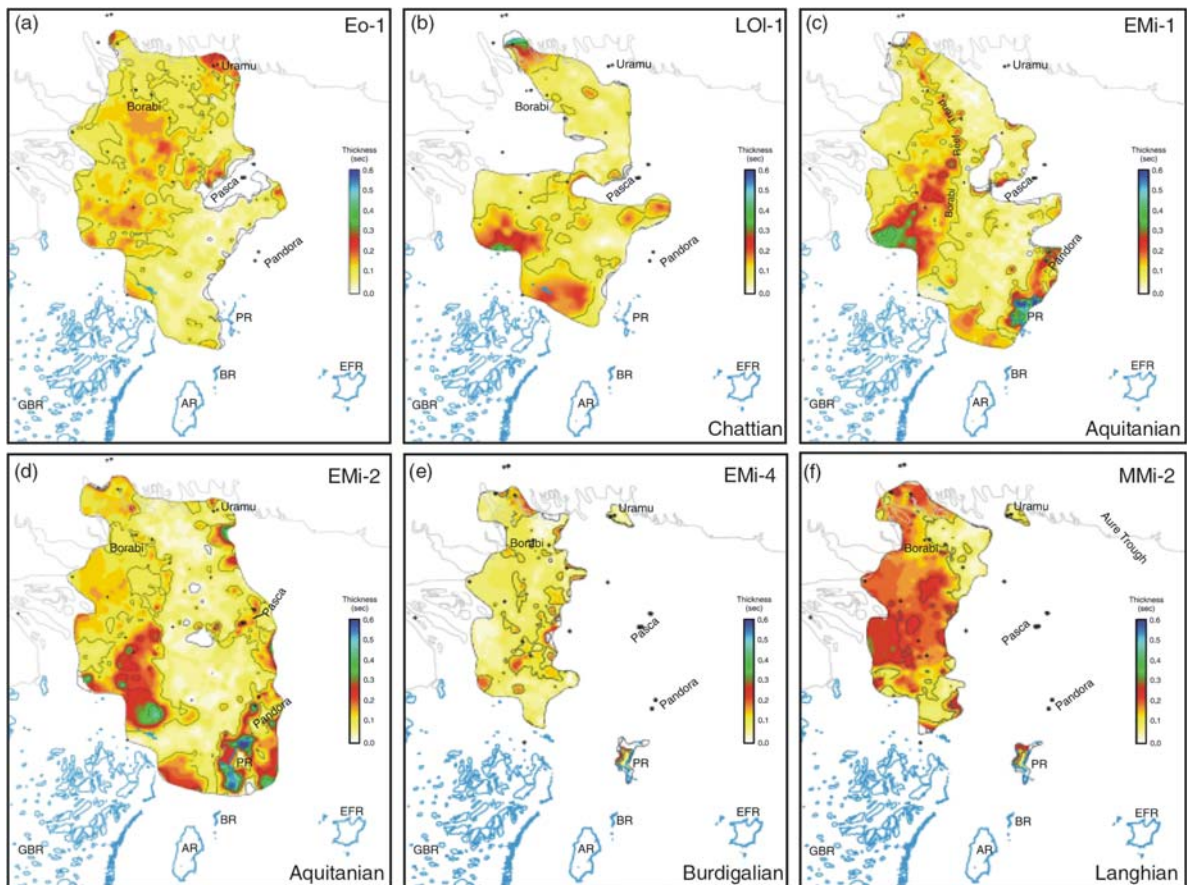 (a) Eo-1
Uramu
Borabi
Thickness
(sec)
0.6
0.5
0.4
0.3
0.2
0.1
0.0
Pasca
Pandora
PR
BR
EFR
GBR
AR
(b) LOl-1
Uramu
Borabi
Thickness
(sec)
0.6
0.5
0.4
0.3
0.2
0.1
0.0
Pasca
Pandora
PR
BR
EFR
GBR
AR
Chattian
(c) EMi-1
Uramu
Borabi Reef Trend
Thickness
(sec)
0.6
0.5
0.4
0.3
0.2
0.1
0.0
Pasca
Pandora
PR
BR
EFR
GBR
AR
Aquitanian
(d) EMi-2
Uramu
Borabi
Thickness
(sec)
0.6
0.5
0.4
0.3
0.2
0.1
0.0
Pasca
Pandora
PR
BR
EFR
GBR
AR
Aquitanian
(e) EMi-4
Uramu
Borabi
Thickness
(sec)
0.6
0.5
0.4
0.3
0.2
0.1
0.0
Pasca
Pandora
PR
BR
EFR
GBR
AR
Burdigalian
(f) MMi-2
Uramu
Aure Trough
Borabi
Thickness
(sec)
0.6
0.5
0.4
0.3
0.2
0.1
0.0
Pasca
Pandora
PR
BR
EFR
GBR
AR
Langhian